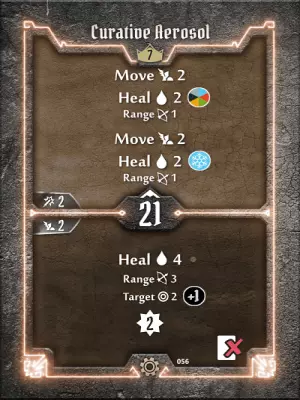 Curative Aerosol
7
Move 2
Heal 2
Range 1
Move 2
Heal 2
Range 1
2
21
2
Heal 4
Range 3
Target 2 +1
2
056